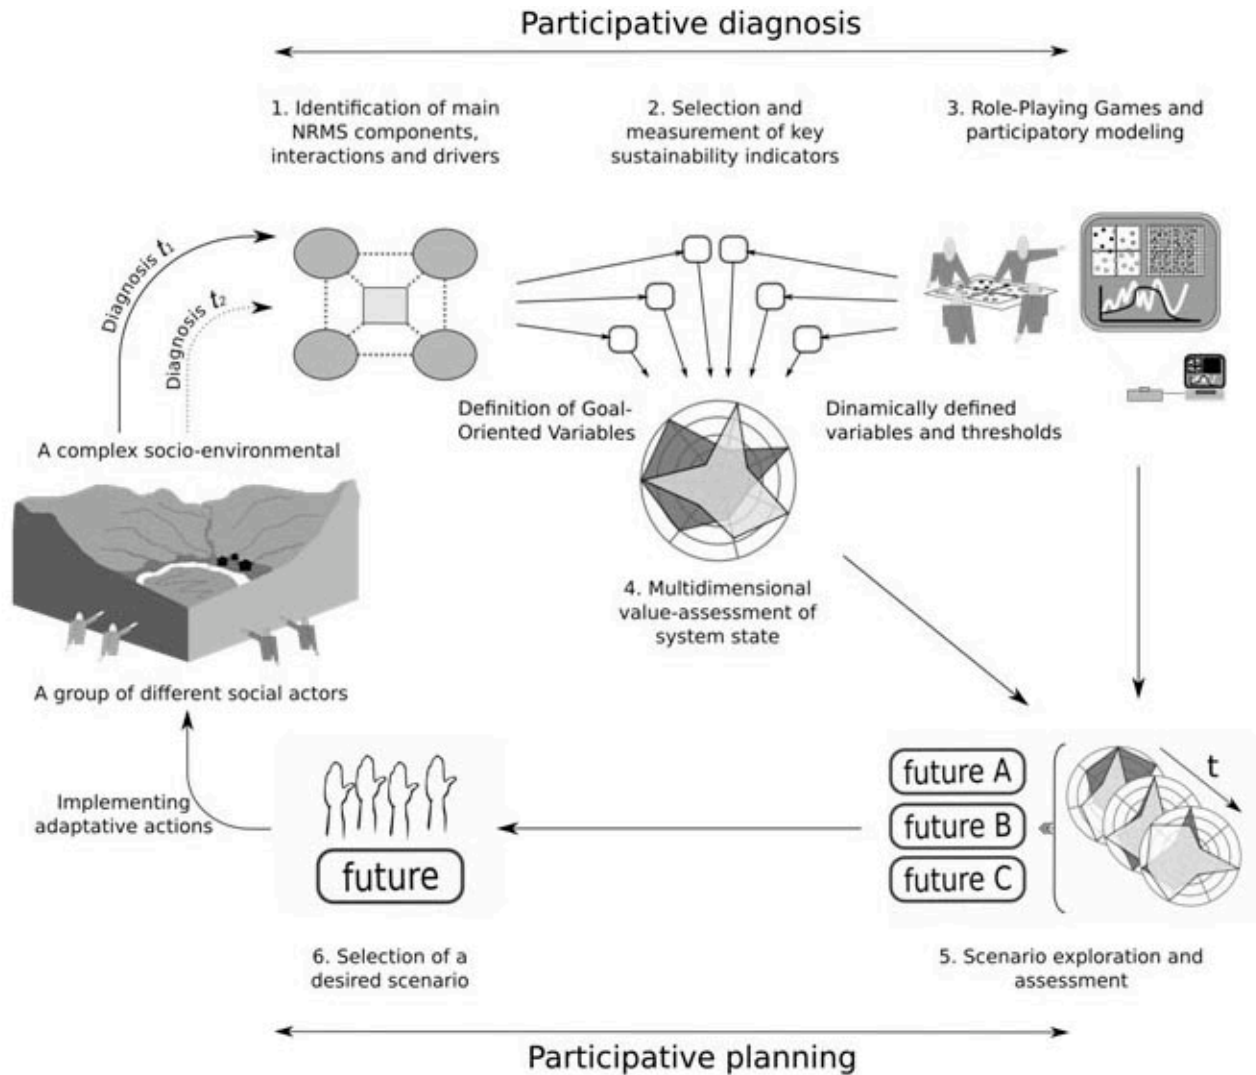 Participative diagnosis
1. Identification of main
NRMS components,
interactions and drivers
2. Selection and
measurement of key
sustainability indicators
3. Role-Playing Games and
participatory modeling
Diagnosis t1
Diagnosis t2
Definition of Goal-
Oriented Variables
Dinamically defined
variables and thresholds
A complex socio-environmental
4. Multidimensional
value-assessment of
system state
A group of different social actors
Implementing
adaptative actions
future
future A
future B
future C
t
6. Selection of a
desired scenario
5. Scenario exploration and
assessment
Participative planning